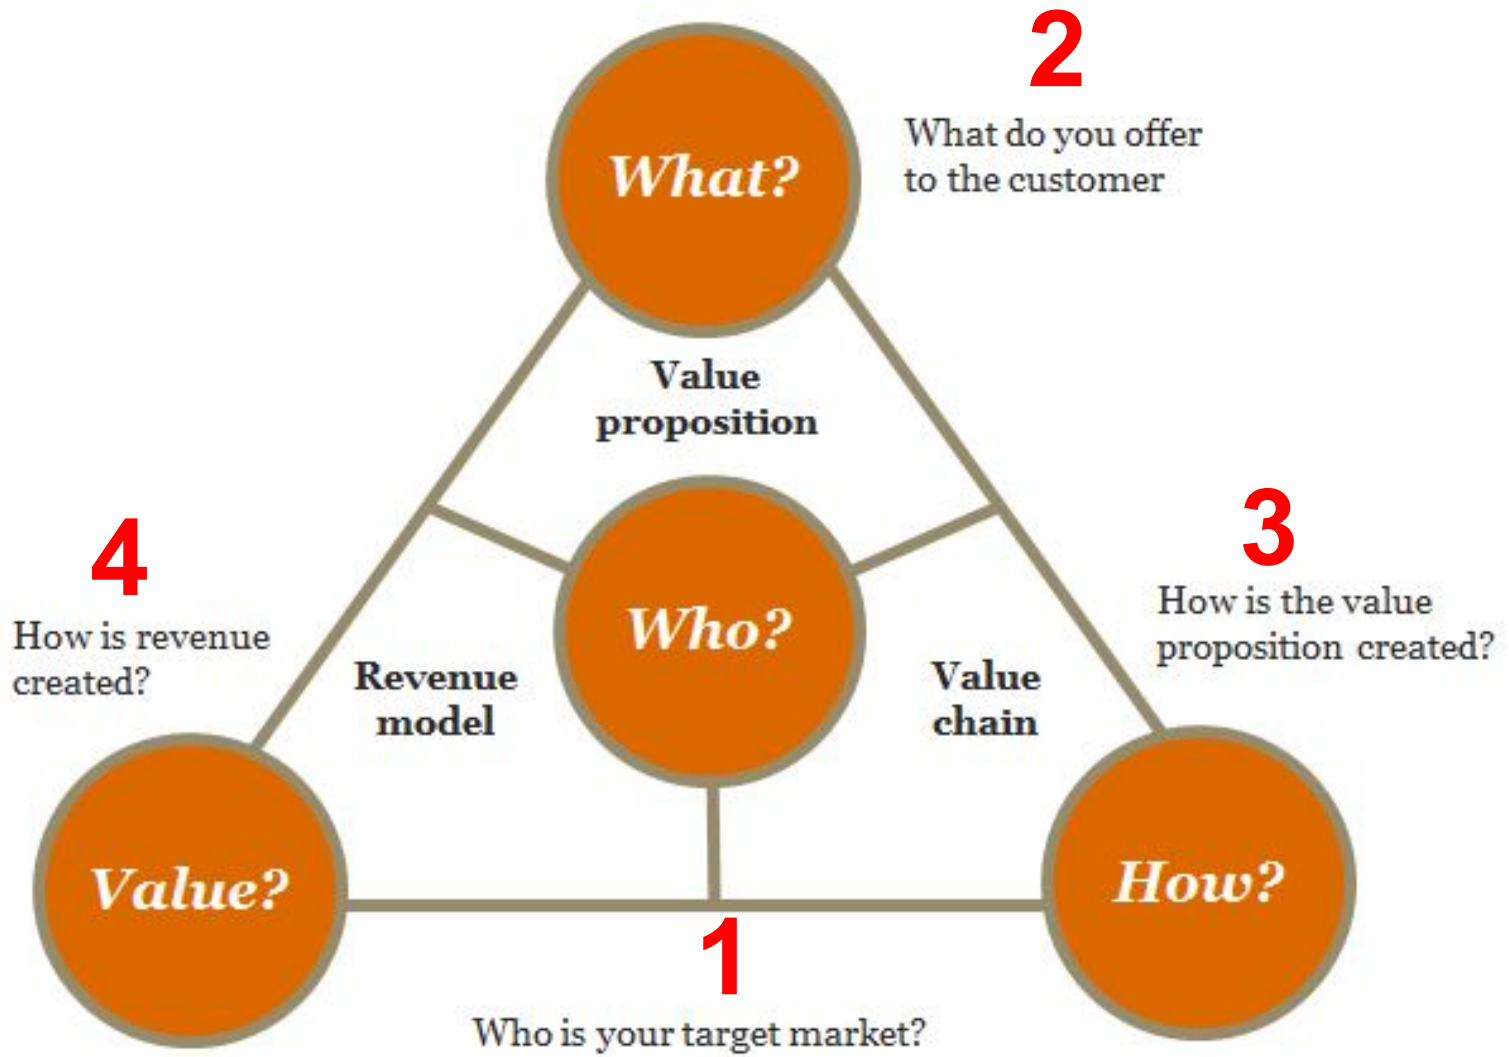 2
What do you offer
to the customer
What?
Value
proposition
3
How is the value
proposition created?
4
How is revenue
created?
Who?
Revenue
model
Value
chain
Value?
How?
1
Who is your target market?